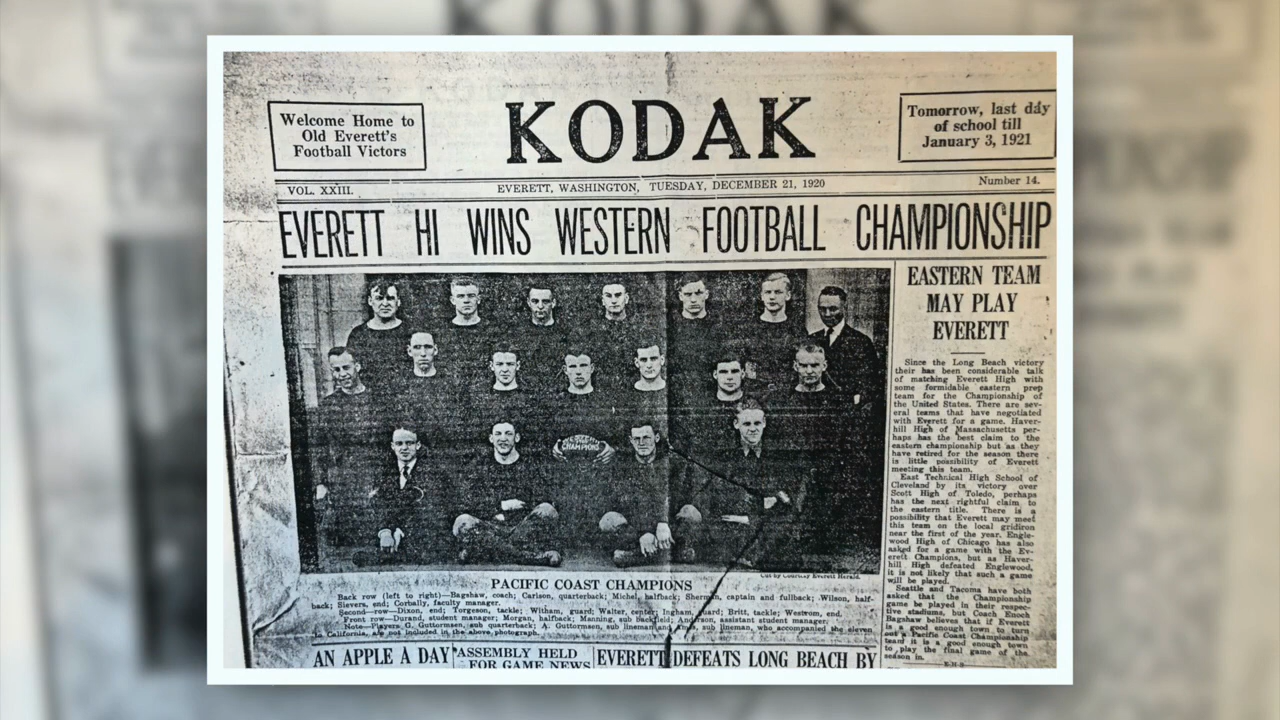 Welcome Home to
Old Everett's
Football Victors
KODAK
Tomorrow, last day
of school till
January 3, 1921
VOL. XXIII.
EVERETT, WASHINGTON, TUESDAY, DECEMBER 21, 1920
Number 14.
EVERETT HI WINS WESTERN FOOTBALL CHAMPIONSHIP
CHAMPIONS
Cut by Courtesy Everett Herald.
PACIFIC COAST CHAMPIONS
Back row (left to right)—Bagshaw, coach; Carlson, quarterback; Michel, halfback; Sherman, captain and fullback; Wilson, half-
back; Sievers, end; Corbally, faculty manager.
Second—row—Dixon, end; Torgeson, tackle; Witham, guard; Walter, center; Ingham, guard; Britt, tackle; Westrom, end.
Front row—Durand, student manager; Morgan, halfback; Manning, sub backfield; Anderson, assistant student manager;
Note—Players G. Guttormsen, sub quarterback; A. Guttormsen, sub lineman and sub lineman, who accompanied the eleven
in California, are not included in the above photograph.
EASTERN TEAM
MAY PLAY
EVERETT
Since the Long Beach victory
their has been considerable talk
of matching Everett High with
some formidable eastern prep
team for the Championship of
the United States. There are sev-
eral teams that have negotiated
with Everett for a game. Haver-
hill High of Massachusetts per-
haps has the best claim to the
eastern championship but as they
have retired for the season there
is little possibility of Everett
meeting this team.
East Technical High School of
Cleveland by its victory over
Scott High of Toledo, perhaps
has the next rightful claim to
the eastern title. There is a
possibility that Everett may meet
this team on the local gridiron
near the first of the year. Engle-
wood High of Chicago has also
asked for a game with the Ev-
erett Champions, but as Haver-
hill High defeated Englewood,
it is not likely that such a game
will be played.
Seattle and Tacoma have both
asked that the Championship
game be played in their respec-
tive stadiums, but Coach Enoch
Bagshaw believes that if Everett
is a good enough town to turn
out a Pacific Coast Championship
team it is a good enough town
to play the final game of the
season in.
E-H-S
AN APPLE A DAY
ASSEMBLY HELD
FOR GAME NEWS
EVERETT DEFEATS LONG BEACH BY